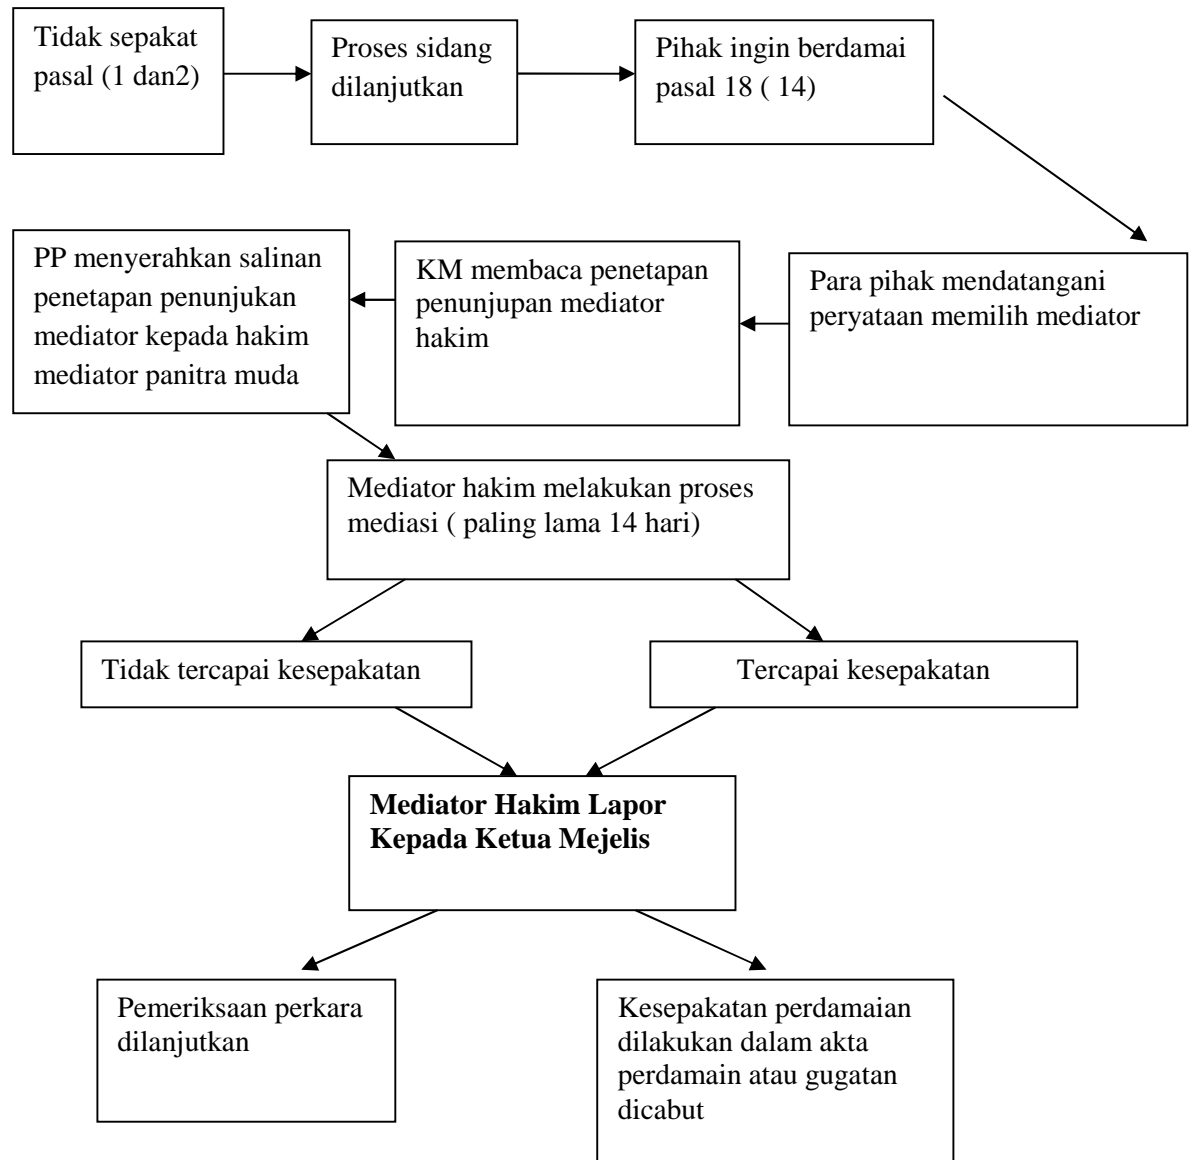 Tidak sepakat
pasal (1 dan2)
Proses sidang
dilanjutkan
Pihak ingin berdamai
pasal 18 ( 14)
Para pihak mendatangani
peryataan memilih mediator
KM membaca penetapan
penunjupan mediator
hakim
PP menyerahkan salinan
penetapan penunjukan
mediator kepada hakim
mediator panitra muda
Mediator hakim melakukan proses
mediasi ( paling lama 14 hari)
Tidak tercapai kesepakatan
Tercapai kesepakatan
Mediator Hakim Lapor
Kepada Ketua Mejelis
Pemeriksaan perkara
dilanjutkan
Kesepakatan perdamaian
dilakukan dalam akta
perdamain atau gugatan
dicabut